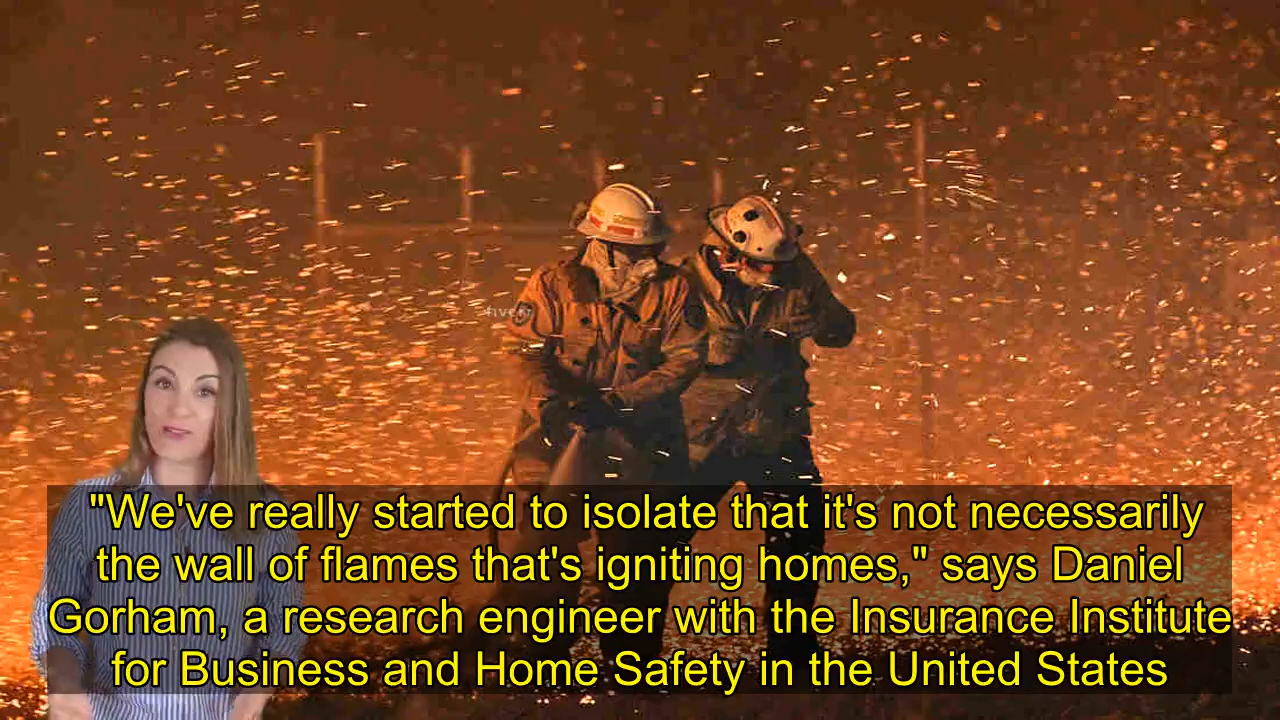 fiverr
"We've really started to isolate that it's not necessarily
the wall of flames that's igniting homes," says Daniel
Gorham, a research engineer with the Insurance Institute
for Business and Home Safety in the United States